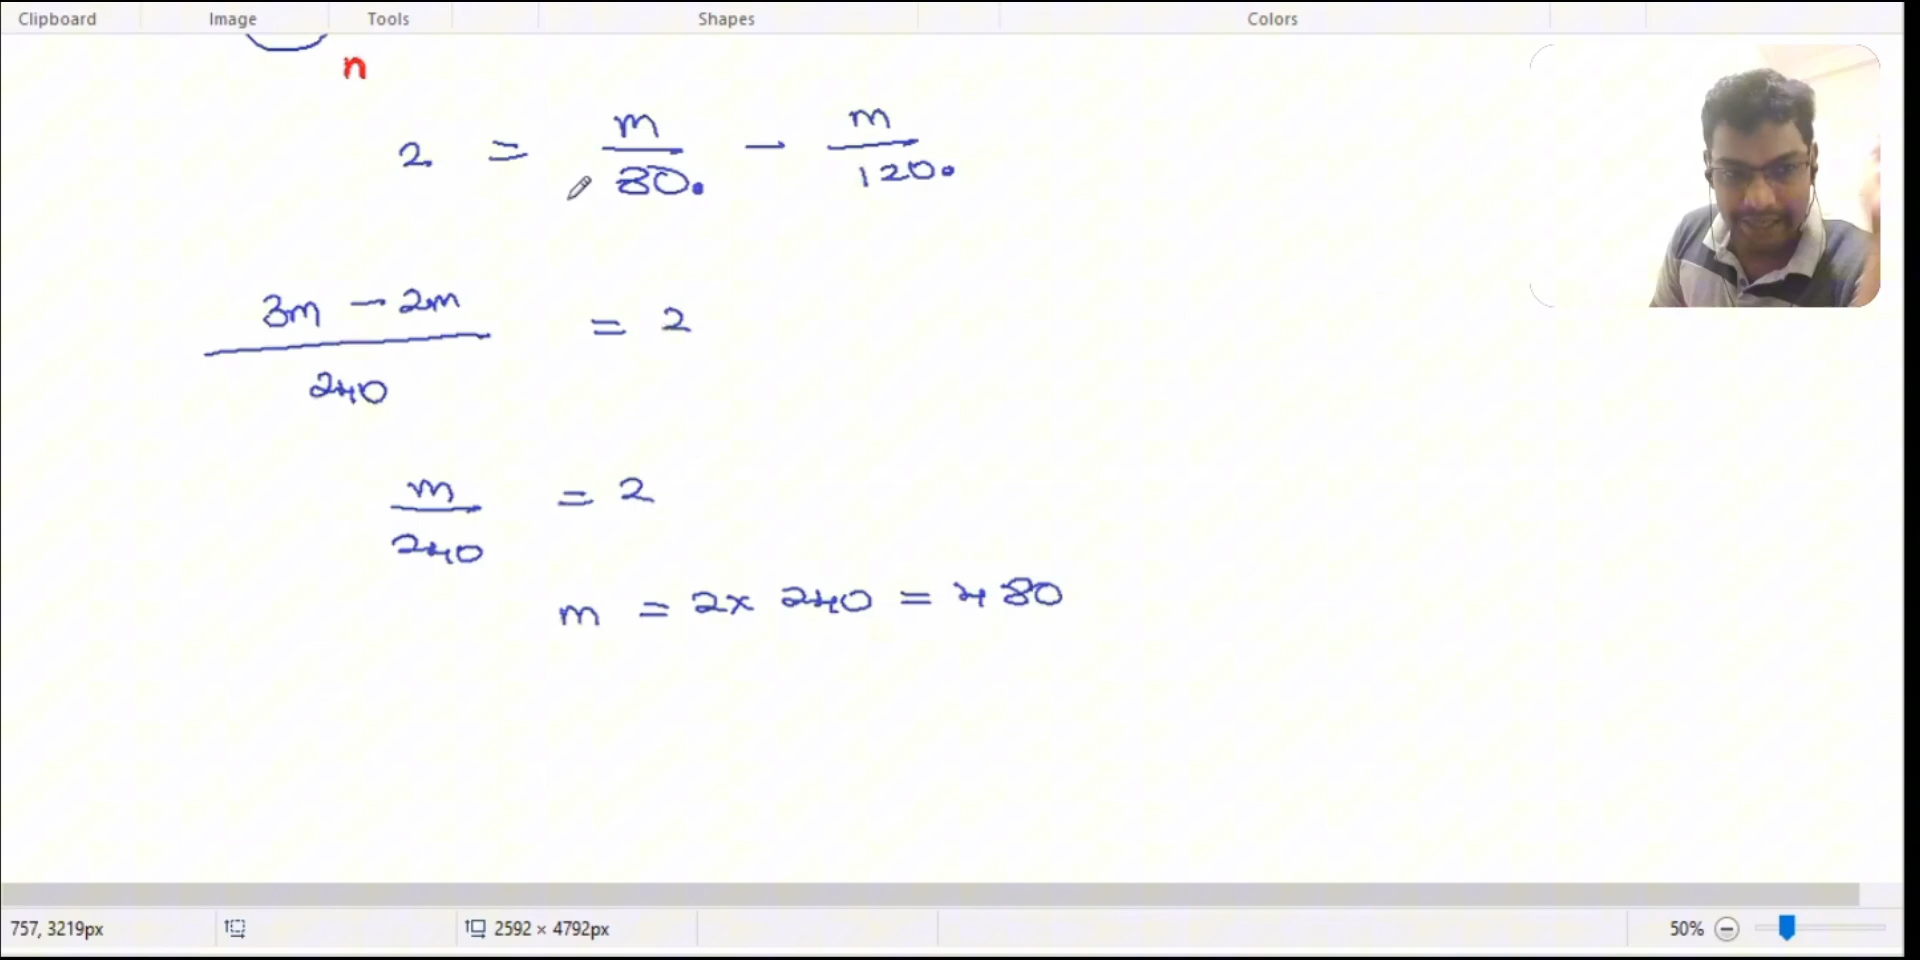 Clipboard Image Tools Shapes Colors
n
2 = m/80. - m/120.
3m - 2m / 240 = 2
m/240 = 2
m = 2x 240 = 480
757, 3219px 2592 × 4792px 50%